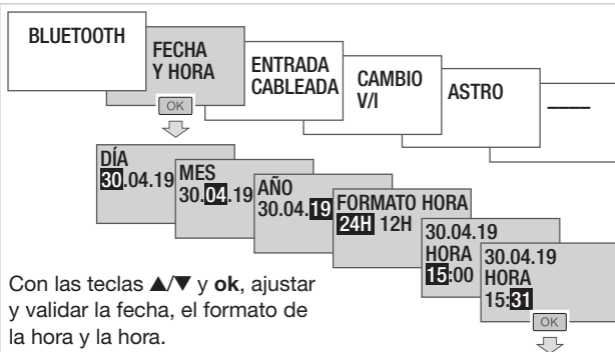 BLUETOOTH
FECHA
Y HORA
ENTRADA
CABLEADA
CAMBIO
V/I
ASTRO
OK
DÍA
30.04.19
MES
30.04.19
AÑO
30.04.19
FORMATO HORA
24H 12H
30.04.19
HORA
15:00
30.04.19
HORA
15:31
OK
Con las teclas ▲/▼ y ok, ajustar
y validar la fecha, el formato de
la hora y la hora.